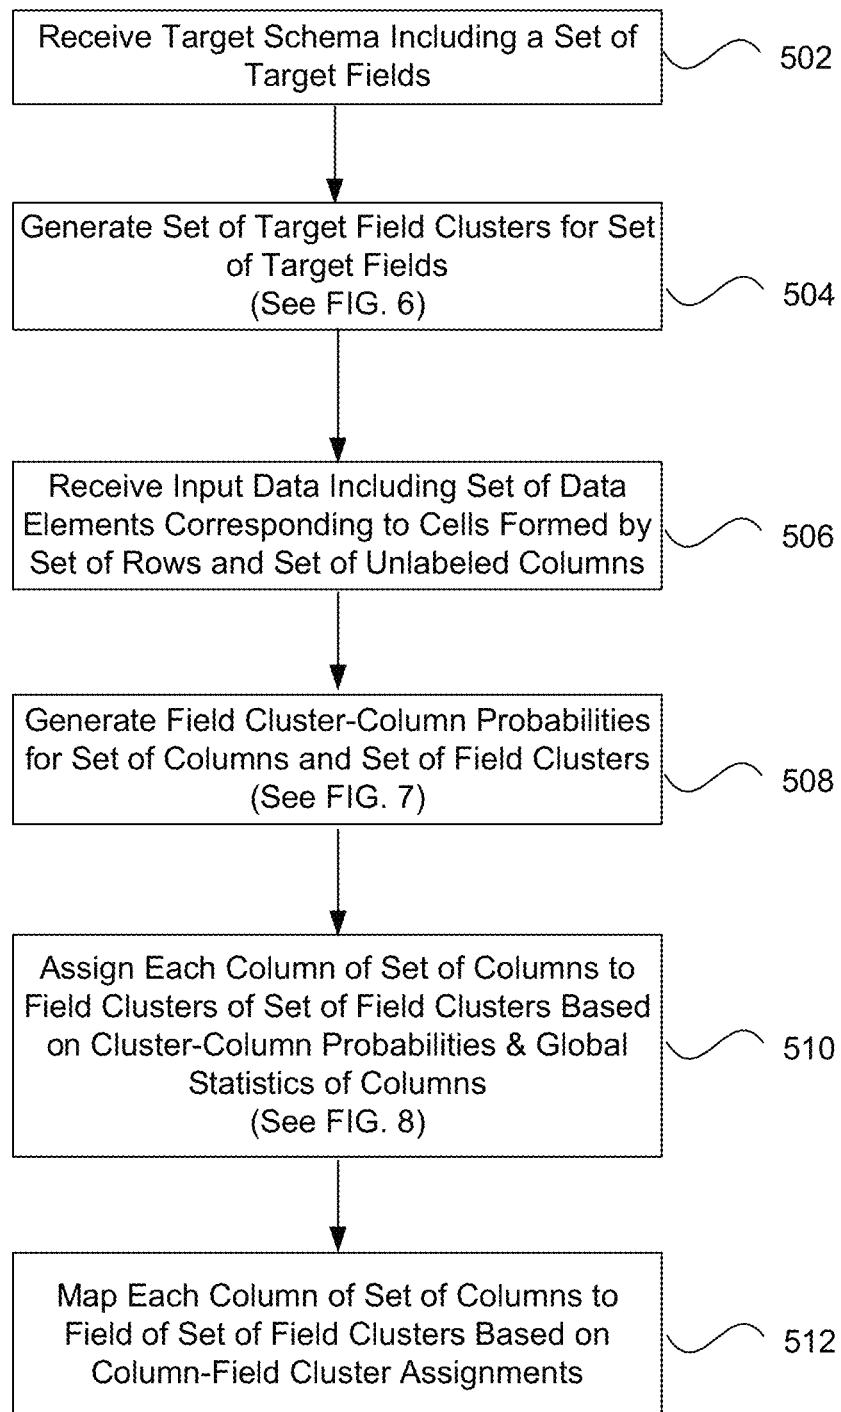 Receive Target Schema Including a Set of
Target Fields
502
Generate Set of Target Field Clusters for Set
of Target Fields
(See FIG. 6)
504
Receive Input Data Including Set of Data
Elements Corresponding to Cells Formed by
Set of Rows and Set of Unlabeled Columns
506
Generate Field Cluster-Column Probabilities
for Set of Columns and Set of Field Clusters
(See FIG. 7)
508
Assign Each Column of Set of Columns to
Field Clusters of Set of Field Clusters Based
on Cluster-Column Probabilities & Global
Statistics of Columns
(See FIG. 8)
510
Map Each Column of Set of Columns to
Field of Set of Field Clusters Based on
Column-Field Cluster Assignments
512